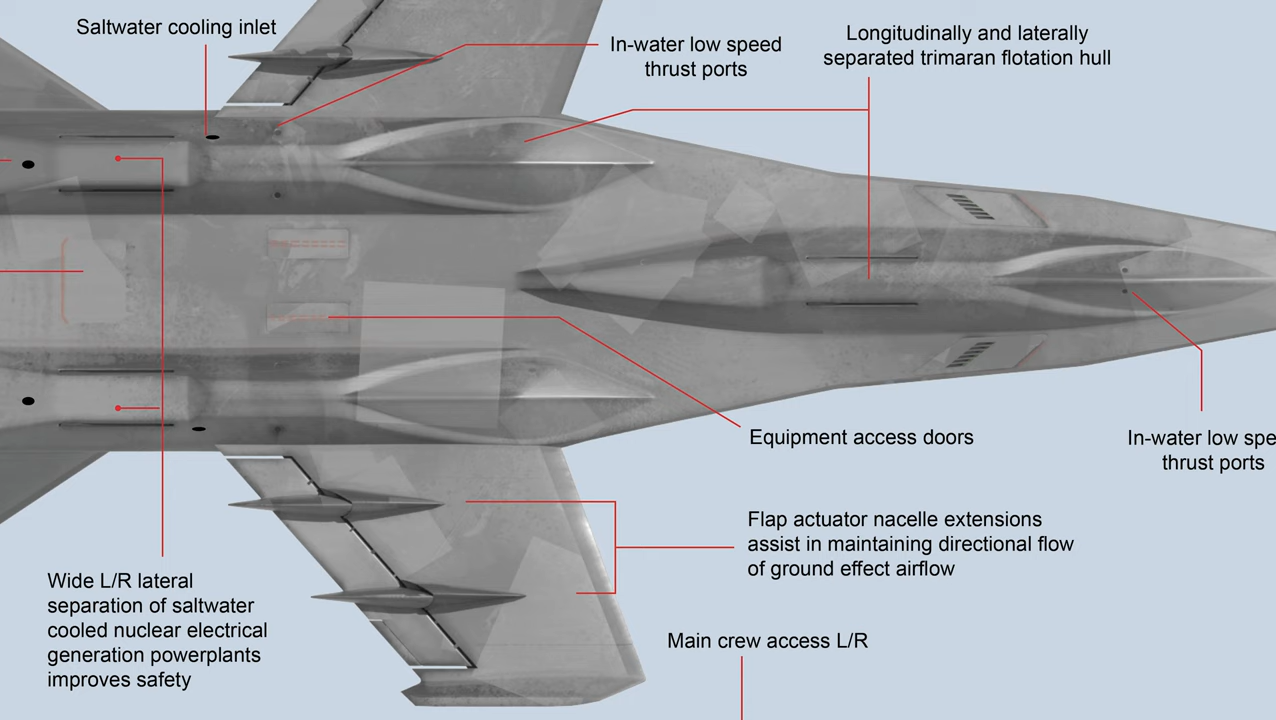 Saltwater cooling inlet
In-water low speed
thrust ports
Longitudinally and laterally
separated trimaran flotation hull
Equipment access doors
In-water low spe
thrust ports
Flap actuator nacelle extensions
assist in maintaining directional flow
of ground effect airflow
Wide L/R lateral
separation of saltwater
cooled nuclear electrical
generation powerplants
improves safety
Main crew access L/R